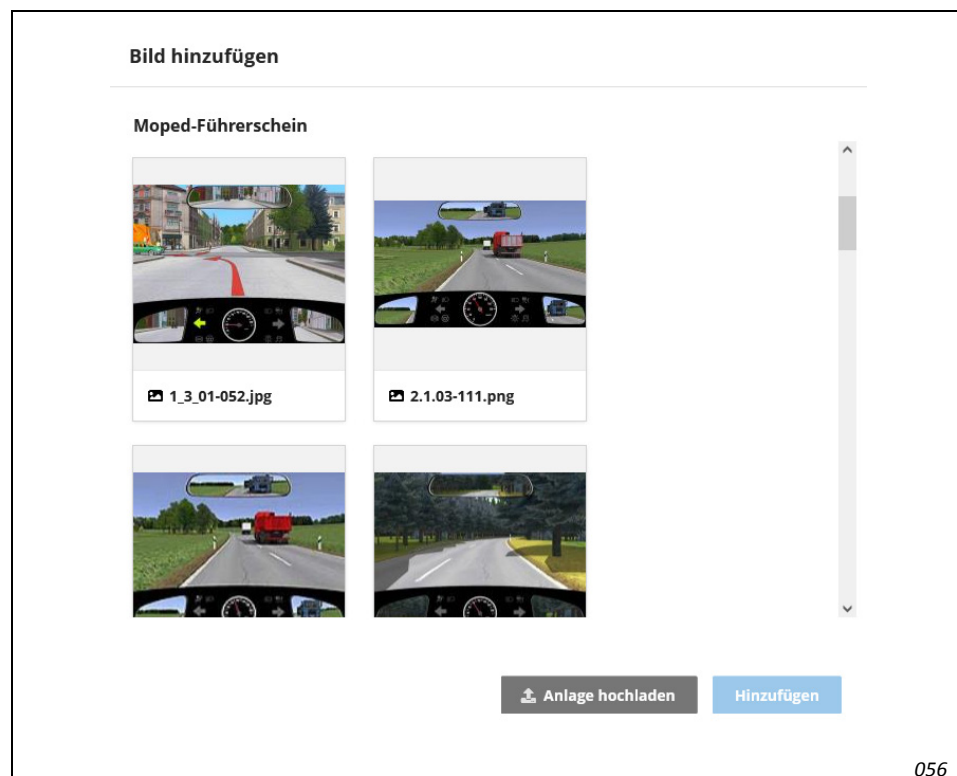 Bild hinzufügen
Moped-Führerschein
1_3_01-052.jpg
2.1.03-111.png
Anlage hochladen
Hinzufügen
056